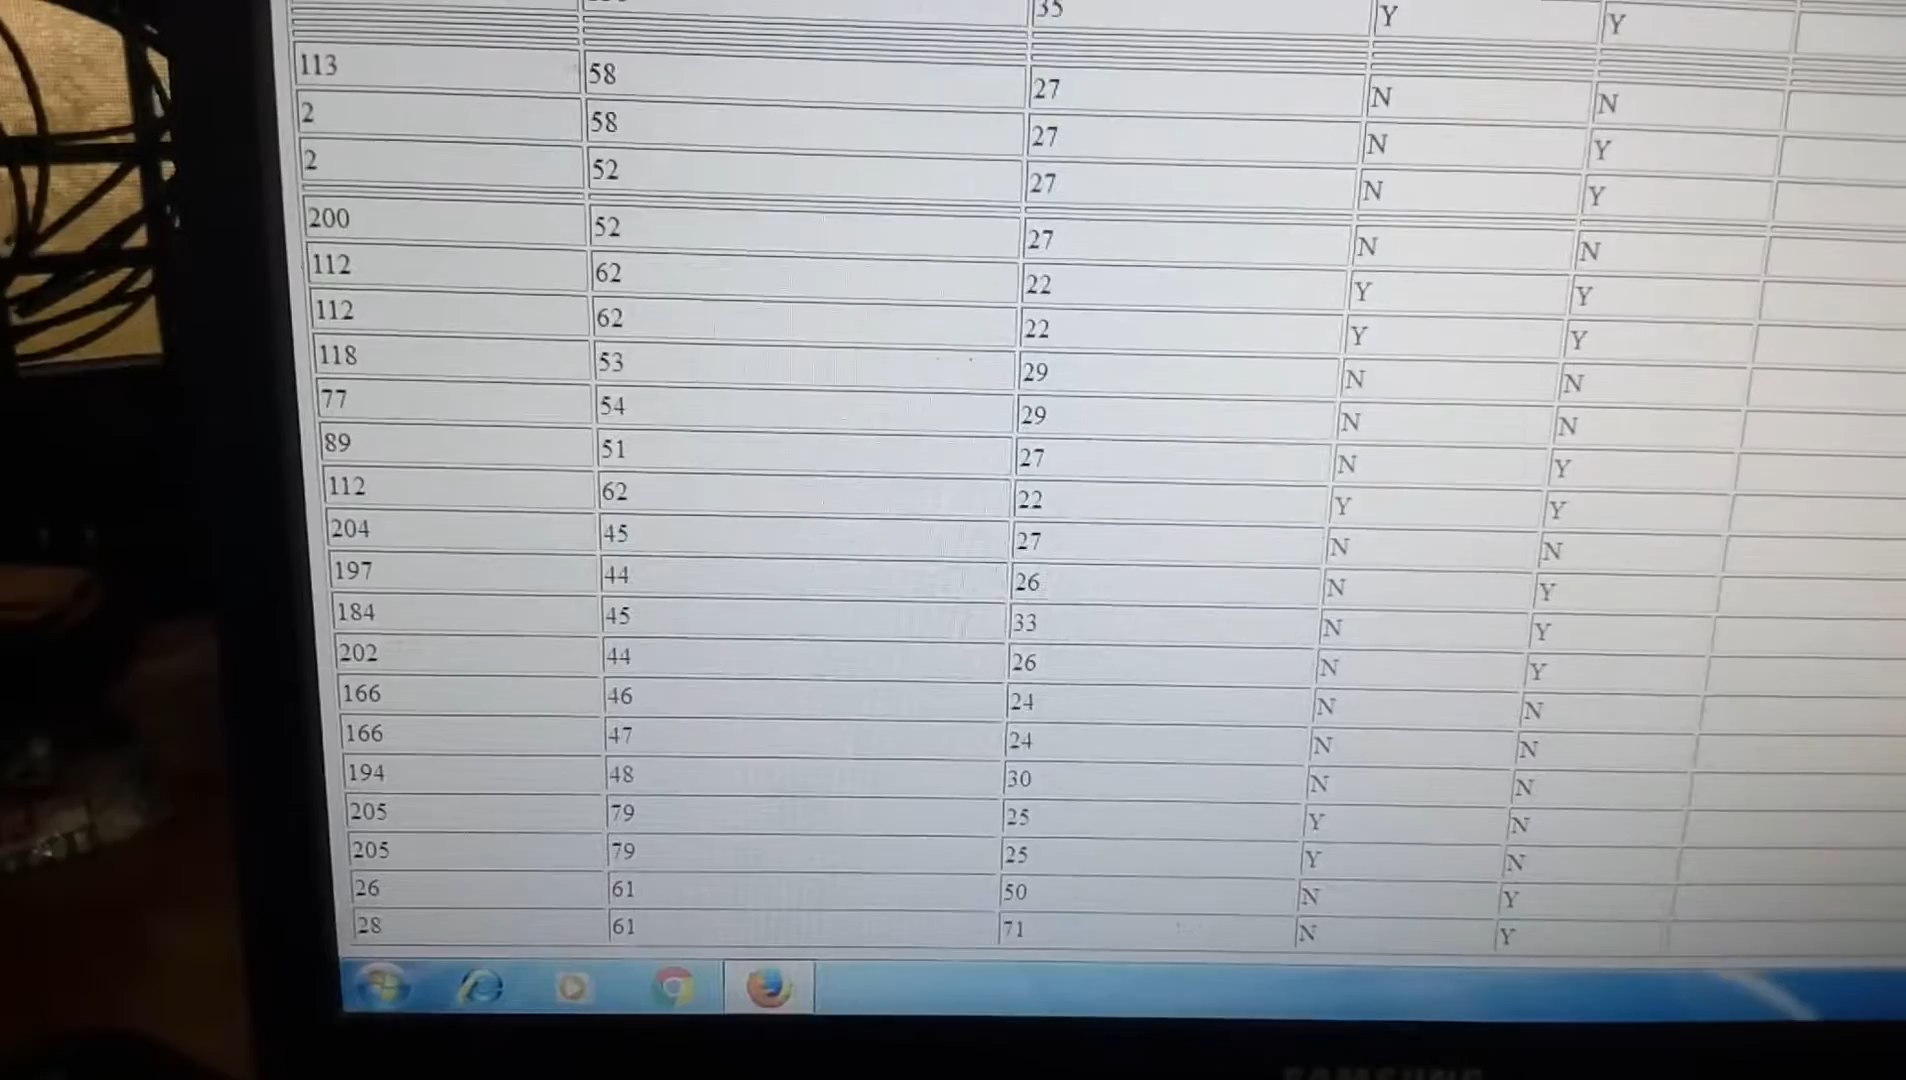 35 Y Y
113 58 27 N N
2 58 27 N Y
2 52 27 N Y
200 52 27 N N
112 62 22 Y Y
112 62 22 Y Y
118 53 29 N N
77 54 29 N N
89 51 27 N Y
112 62 22 Y Y
204 45 27 N N
197 44 26 N Y
184 45 33 N Y
202 44 26 N Y
166 46 24 N N
166 47 24 N N
194 48 30 N N
205 79 25 Y N
205 79 25 Y N
26 61 50 N Y
28 61 71 N Y
SAMSUNG